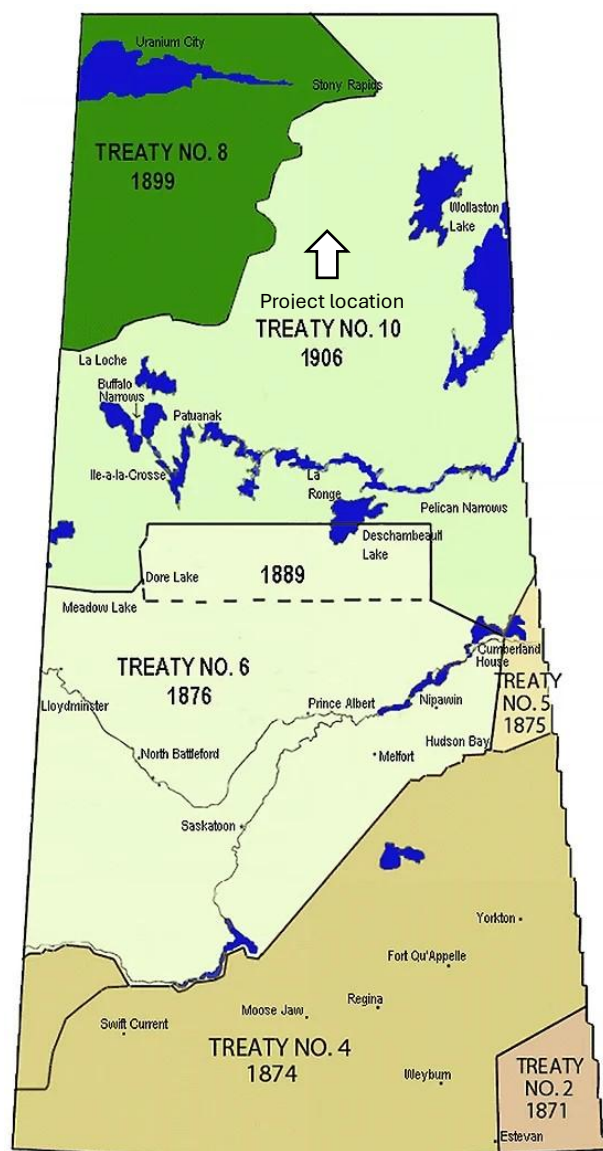 Uranium City
Stony Rapids
TREATY NO. 8
1899
Wollaston
Lake
Project location
TREATY NO. 10
1906
La Loche
Buffalo
Narrows
Patuanak
Ile-a-la-Crosse
La
Ronge
Pelican Narrows
Deschambeault
Lake
1889
Dore Lake
Meadow Lake
Cumberland
House
TREATY NO. 6
1876
TREATY
NO. 5
1875
Lloydminster
Prince Albert
Nipawin
Hudson Bay
North Battleford
Melfort
Saskatoon
Yorkton
Fort Qu'Appelle
Regina
Moose Jaw
Swift Current
TREATY NO. 4
1874
Weyburn
TREATY
NO. 2
1871
Estevan